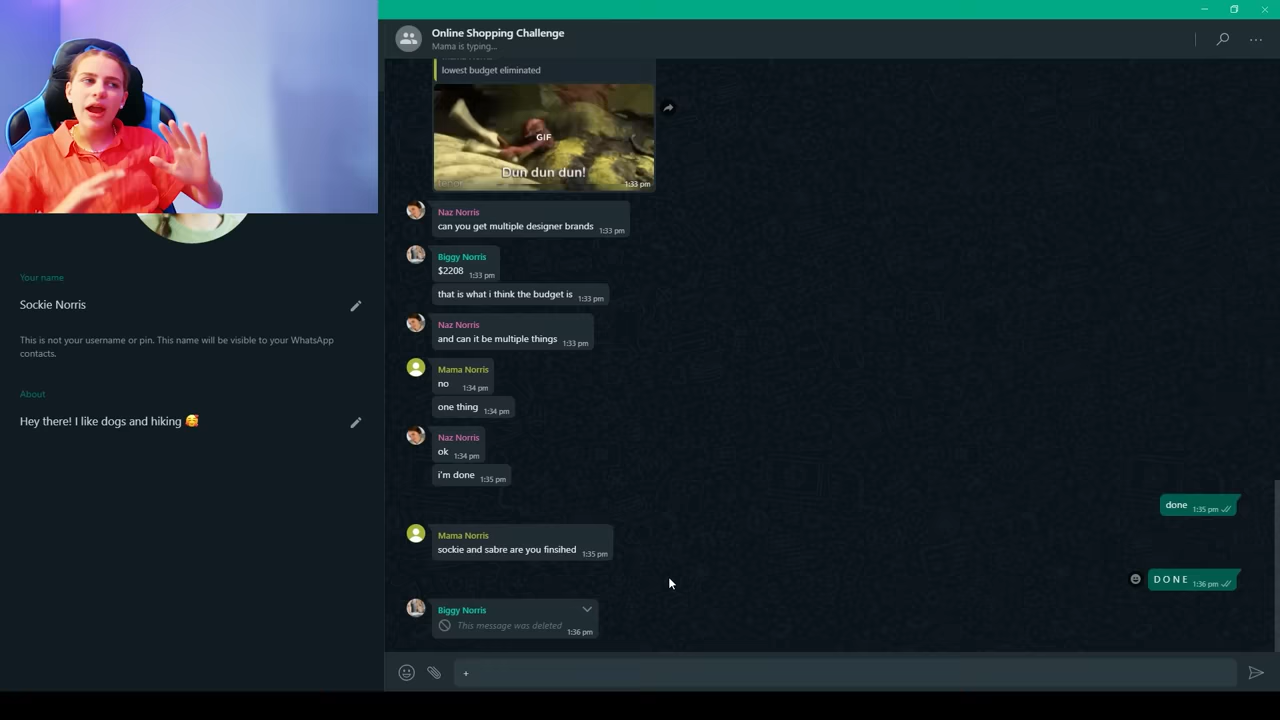 Online Shopping Challenge
Mama is typing...
lowest budget eliminated
GIF
Dun dun dun!
1:33 pm
Naz Norris
can you get multiple designer brands 1:33 pm
Biggy Norris
$2208 1:33 pm
that is what i think the budget is 1:33 pm
Naz Norris
and can it be multiple things 1:33 pm
Mama Norris
no 1:34 pm
one thing 1:34 pm
Naz Norris
ok 1:34 pm
i'm done 1:35 pm
done 1:35 pm
Mama Norris
sockie and sabre are you finsihed 1:35 pm
D O N E 1:36 pm
Biggy Norris
This message was deleted 1:36 pm
+
Your name
Sockie Norris
This is not your username or pin. This name will be visible to your WhatsApp
contacts.
About
Hey there! I like dogs and hiking 🥰